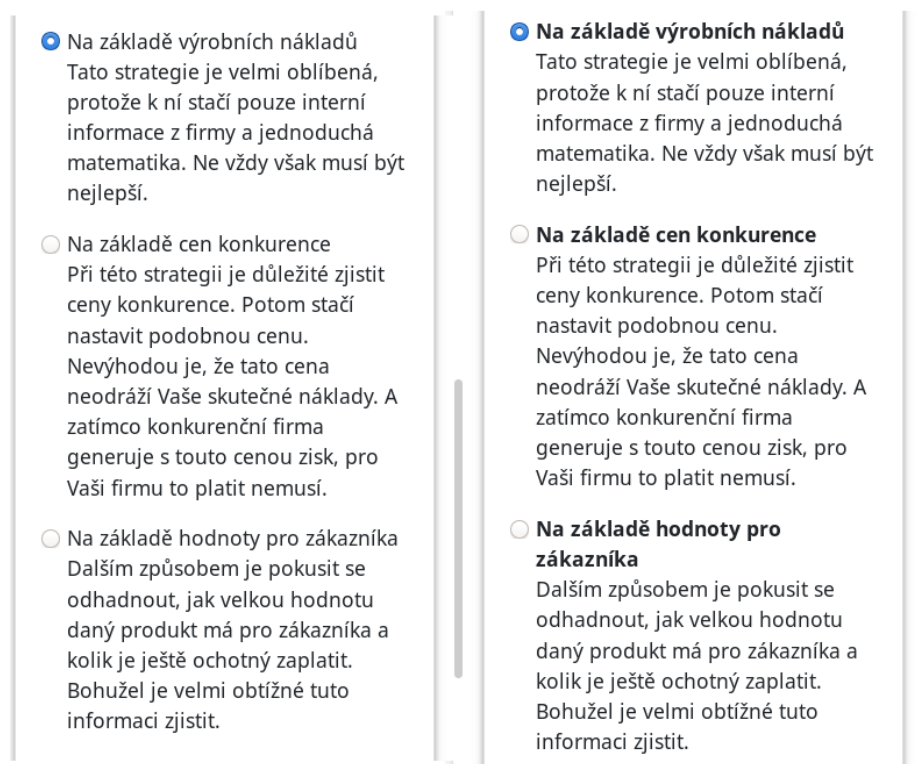 Na základě výrobních nákladů
Tato strategie je velmi oblíbená,
protože k ní stačí pouze interní
informace z firmy a jednoduchá
matematika. Ne vždy však musí být
nejlepší.
Na základě cen konkurence
Při této strategii je důležité zjistit
ceny konkurence. Potom stačí
nastavit podobnou cenu.
Nevýhodou je, že tato cena
neodráží Vaše skutečné náklady. A
zatímco konkurenční firma
generuje s touto cenou zisk, pro
Vaši firmu to platit nemusí.
Na základě hodnoty pro zákazníka
Dalším způsobem je pokusit se
odhadnout, jak velkou hodnotu
daný produkt má pro zákazníka a
kolik je ještě ochotný zaplatit.
Bohužel je velmi obtížné tuto
informaci zjistit.
Na základě výrobních nákladů
Tato strategie je velmi oblíbená,
protože k ní stačí pouze interní
informace z firmy a jednoduchá
matematika. Ne vždy však musí být
nejlepší.
Na základě cen konkurence
Při této strategii je důležité zjistit
ceny konkurence. Potom stačí
nastavit podobnou cenu.
Nevýhodou je, že tato cena
neodráží Vaše skutečné náklady. A
zatímco konkurenční firma
generuje s touto cenou zisk, pro
Vaši firmu to platit nemusí.
Na základě hodnoty pro
zákazníka
Dalším způsobem je pokusit se
odhadnout, jak velkou hodnotu
daný produkt má pro zákazníka a
kolik je ještě ochotný zaplatit.
Bohužel je velmi obtížné tuto
informaci zjistit.